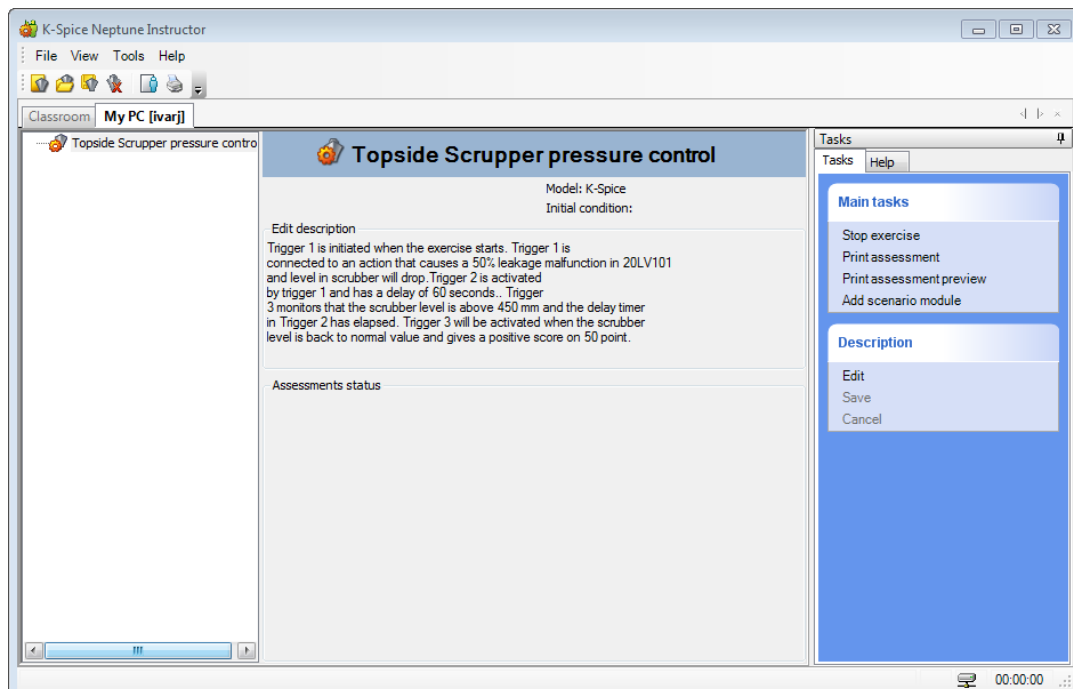 K-Spice Neptune Instructor
File View Tools Help
Classroom My PC [ivarj]
Topside Scrupper pressure contro
Topside Scrupper pressure control
Model: K-Spice
Initial condition:
Edit description
Trigger 1 is initiated when the exercise starts. Trigger 1 is
connected to an action that causes a 50% leakage malfunction in 20LV101
and level in scrubber will drop.Trigger 2 is activated
by trigger 1 and has a delay of 60 seconds.. Trigger
3 monitors that the scrubber level is above 450 mm and the delay timer
in Trigger 2 has elapsed. Trigger 3 will be activated when the scrubber
level is back to normal value and gives a positive score on 50 point.
Assessments status
Tasks
Tasks Help
Main tasks
Stop exercise
Print assessment
Print assessment preview
Add scenario module
Description
Edit
Save
Cancel
00:00:00